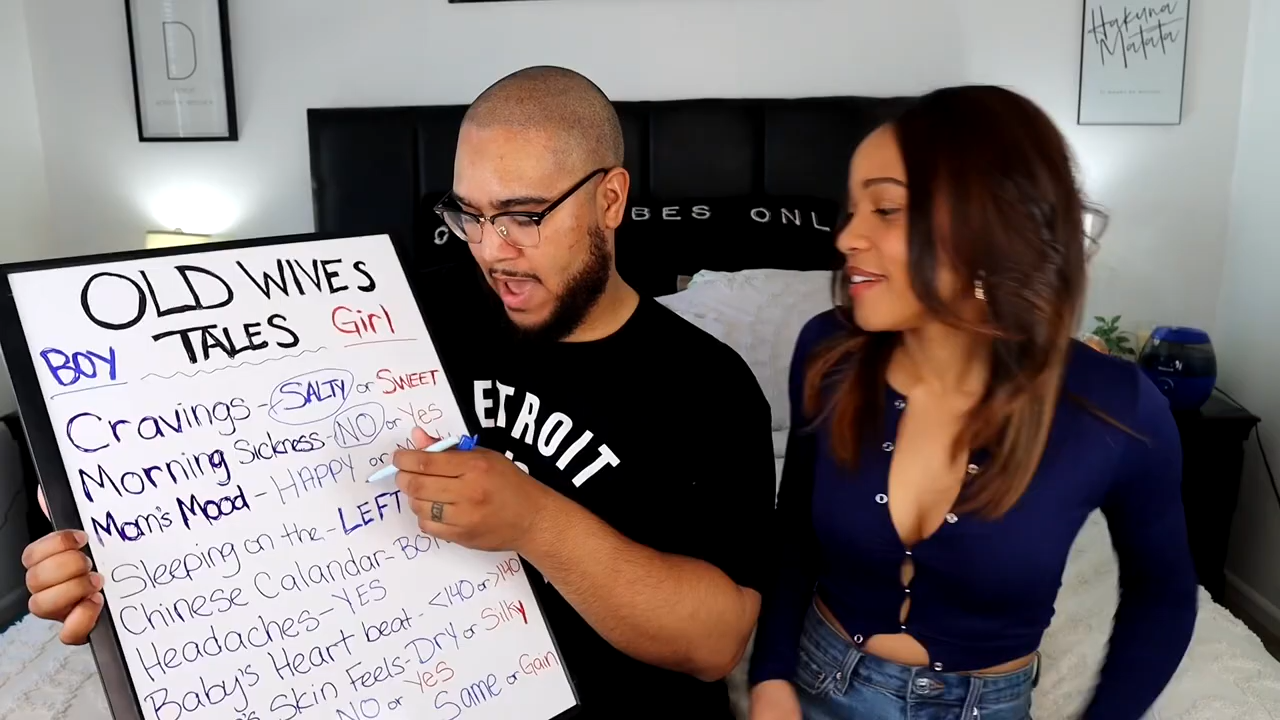 D
Hakuna
Matata
BES ONL
OLD WIVES
TALES
BOY
Girl
Cravings - SALTY or SWEET
Morning Sickness - NO or Yes
Mom's Mood - HAPPY or
Sleeping on the - LEFT
Chinese Calandar - BOY
Headaches - YES
Baby's Heart beat - <140 or >140
Skin Feels - Dry or Silky
NO or yes
Same or Gain
ETROIT